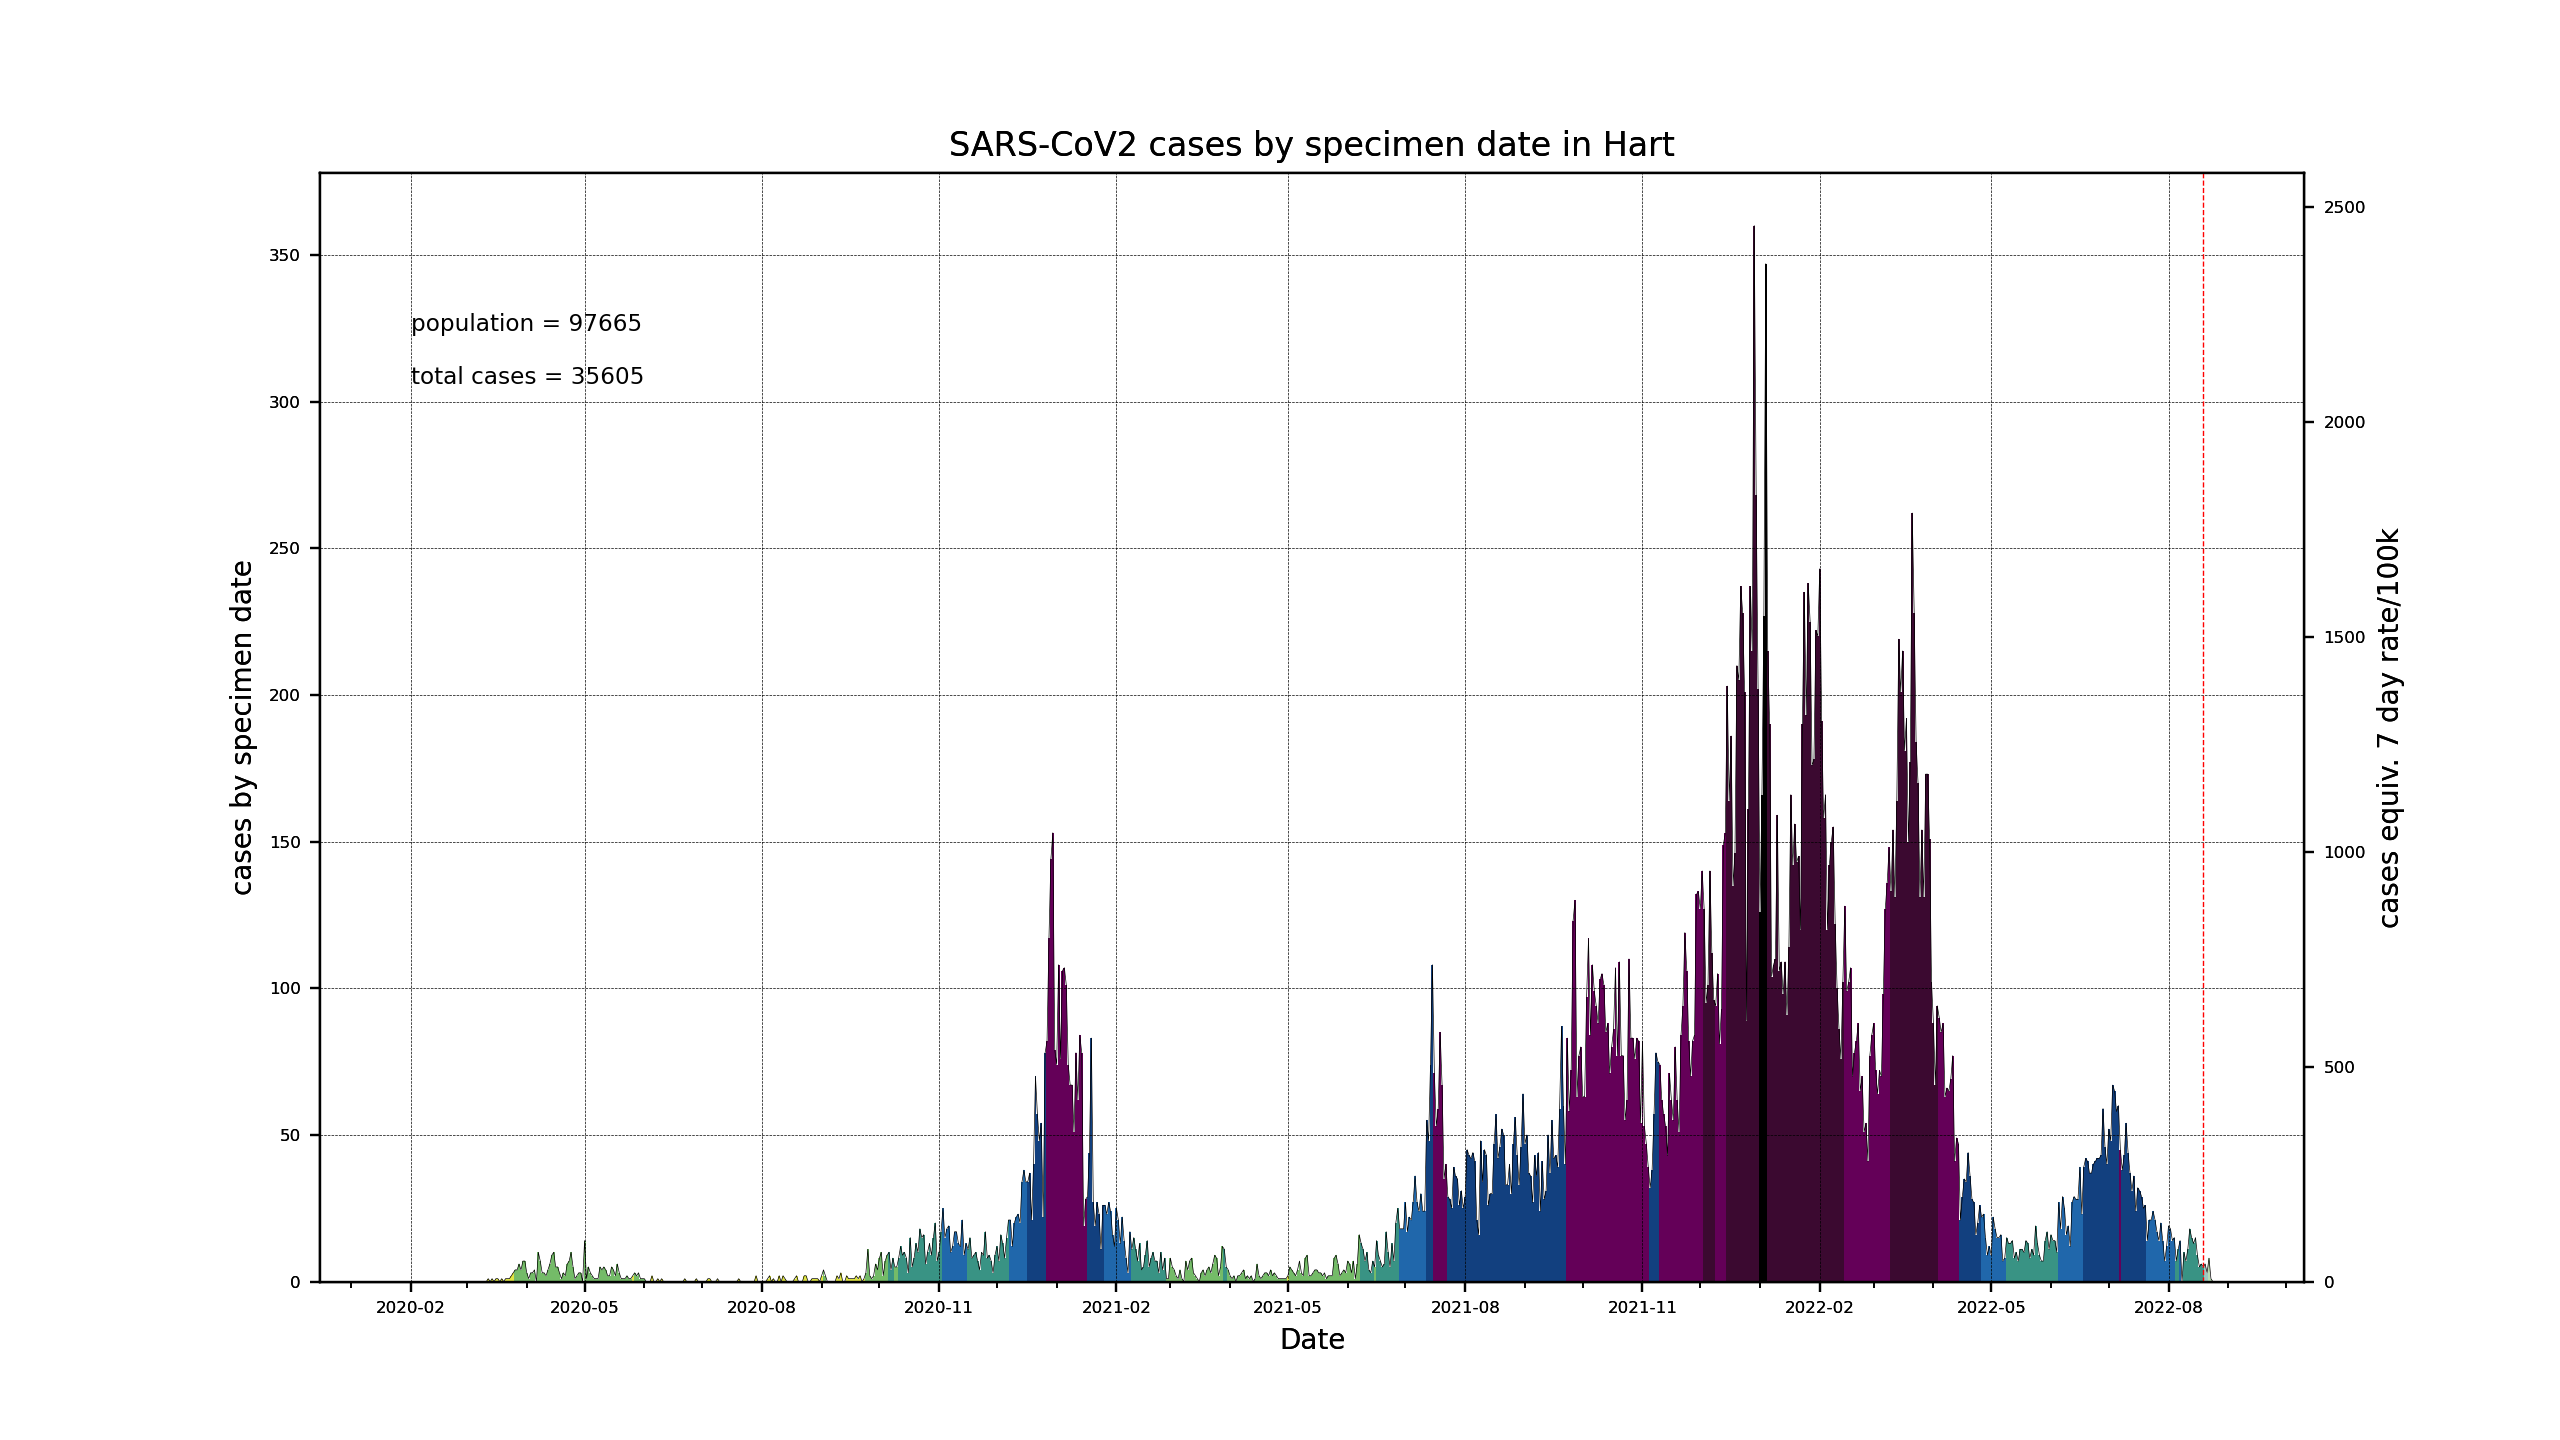 SARS-CoV2 cases by specimen date in Hart
population = 97665
total cases = 35605
cases by specimen date
350
300
250
200
150
100
50
0
2500
2000
1500
1000
500
0
cases equiv. 7 day rate/100k
2020-02 2020-05 2020-08 2020-11 2021-02 2021-05 2021-08 2021-11 2022-02 2022-05 2022-08
Date